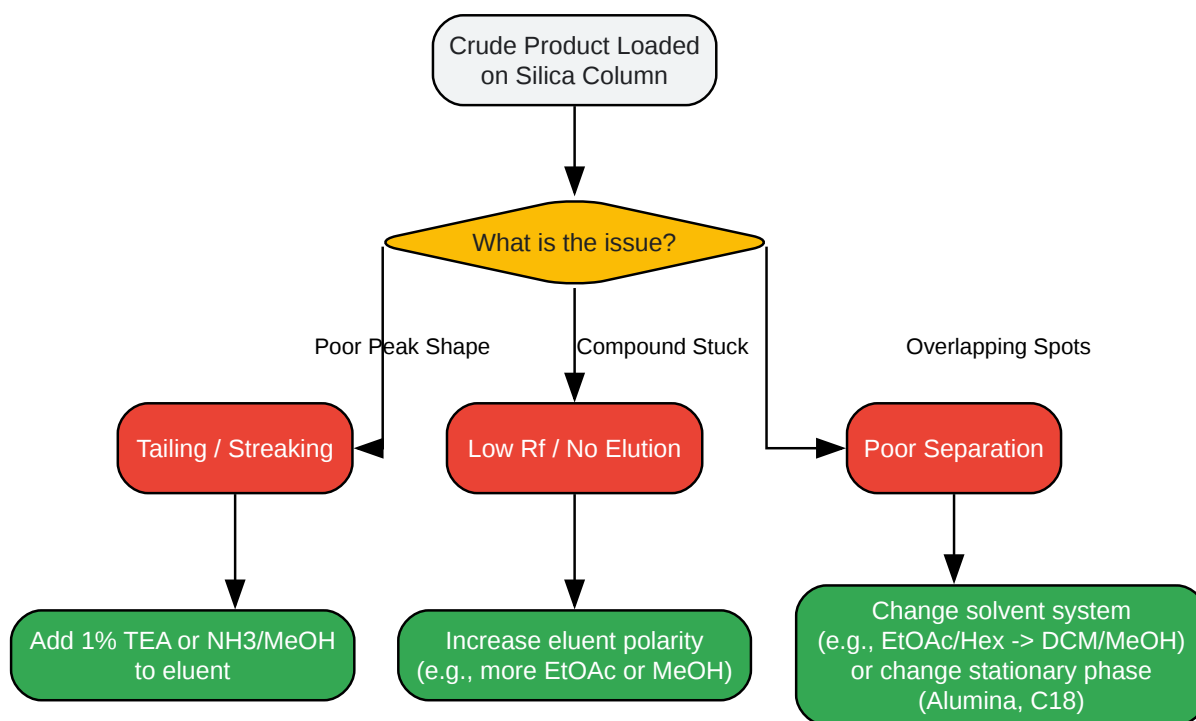 Crude Product Loaded
on Silica Column
What is the issue?
Poor Peak Shape
Compound Stuck
Overlapping Spots
Tailing / Streaking
Low Rf / No Elution
Poor Separation
Add 1% TEA or NH3/MeOH
to eluent
Increase eluent polarity
(e.g., more EtOAc or MeOH)
Change solvent system
(e.g., EtOAc/Hex -> DCM/MeOH)
or change stationary phase
(Alumina, C18)